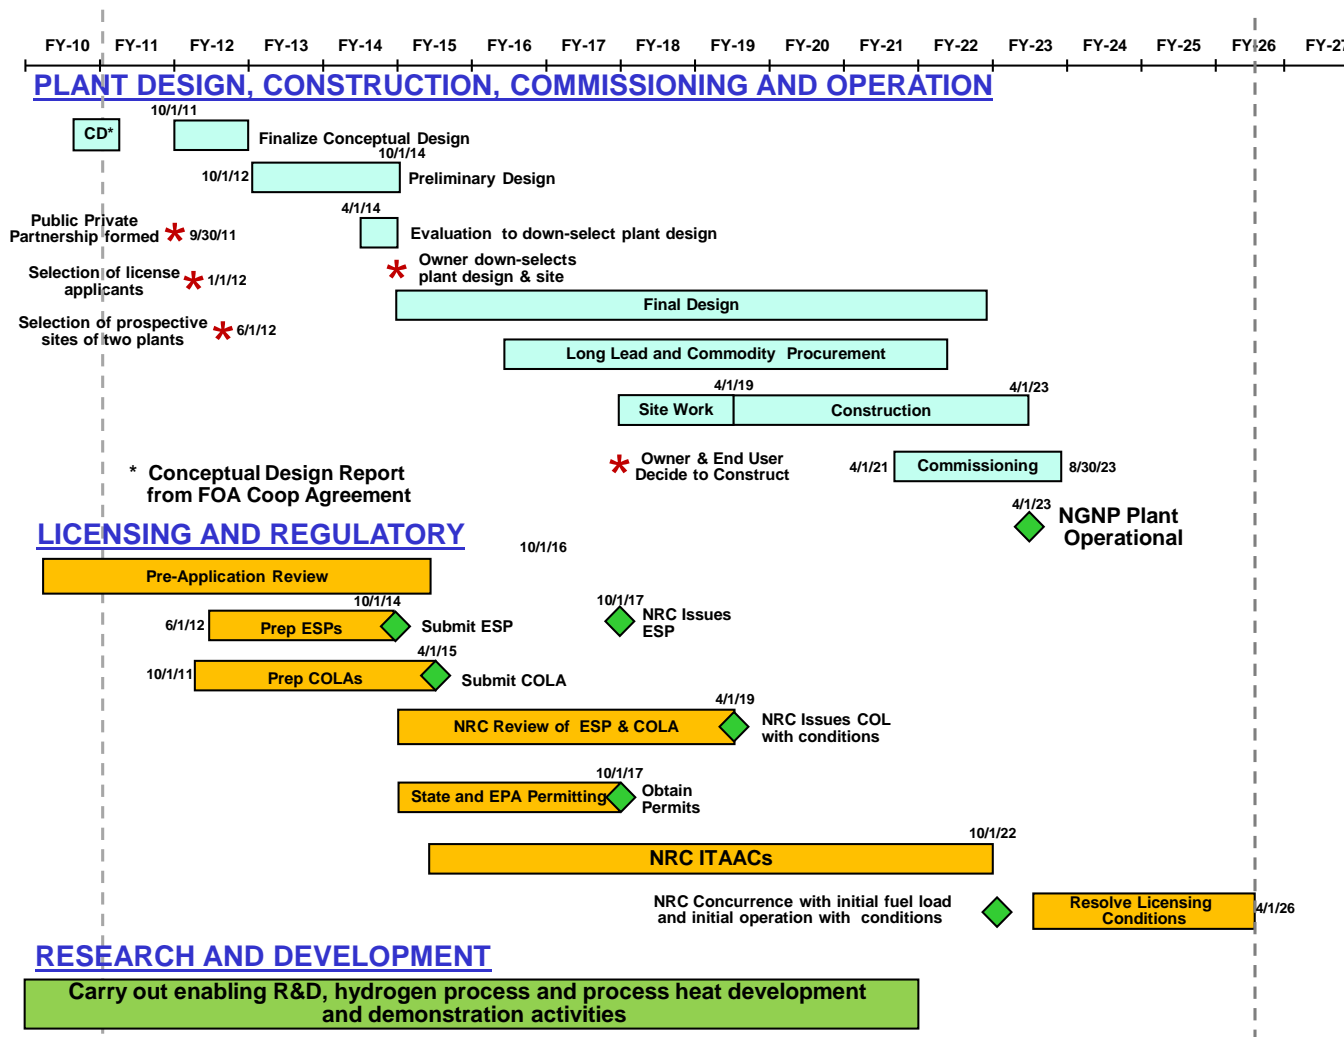 FY-10 FY-11 FY-12 FY-13 FY-14 FY-15 FY-16 FY-17 FY-18 FY-19 FY-20 FY-21 FY-22 FY-23 FY-24 FY-25 FY-26 FY-27
PLANT DESIGN, CONSTRUCTION, COMMISSIONING AND OPERATION
10/1/11
CD*
Finalize Conceptual Design
10/1/14
10/1/12
Preliminary Design
4/1/14
Public Private
Partnership formed
* 9/30/11
Evaluation to down-select plant design
Selection of license
applicants
* 1/1/12
* Owner down-selects
plant design & site
Final Design
Selection of prospective
sites of two plants
* 6/1/12
Long Lead and Commodity Procurement
4/1/19
4/1/23
Site Work
Construction
* Owner & End User
Decide to Construct
4/1/21
Commissioning
8/30/23
* Conceptual Design Report
from FOA Coop Agreement
4/1/23
NGNP Plant
Operational
LICENSING AND REGULATORY
10/1/16
Pre-Application Review
10/1/14
6/1/12
Prep ESPs
Submit ESP
10/1/17
NRC Issues
ESP
4/1/15
10/1/11
Prep COLAs
Submit COLA
4/1/19
NRC Review of ESP & COLA
NRC Issues COL
with conditions
10/1/17
State and EPA Permitting
Obtain
Permits
10/1/22
NRC ITAACs
NRC Concurrence with initial fuel load
and initial operation with conditions
Resolve Licensing
Conditions
4/1/26
RESEARCH AND DEVELOPMENT
Carry out enabling R&D, hydrogen process and process heat development
and demonstration activities